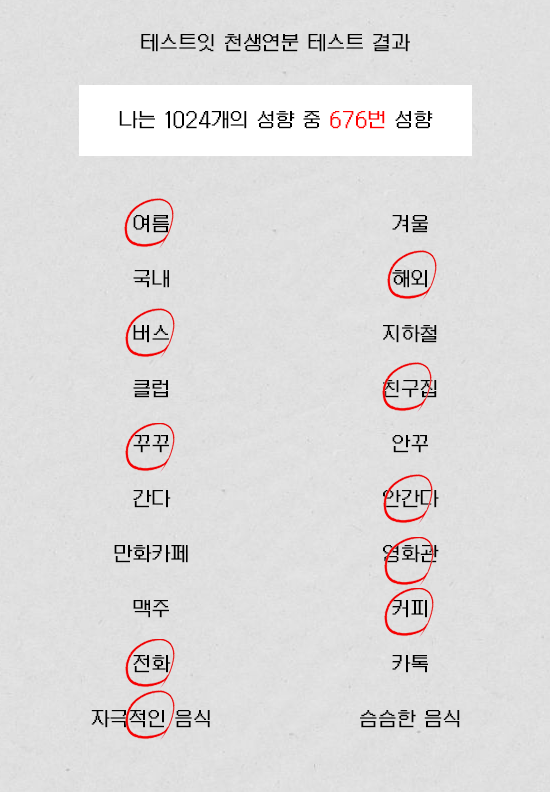 테스트잇 천생연분 테스트 결과
나는 1024개의 성향 중 676번 성향
여름 겨울
국내 해외
버스 지하철
클럽 친구집
꾸꾸 안꾸
간다 안간다
만화카페 영화관
맥주 커피
전화 카톡
자극적인 음식 슴슴한 음식